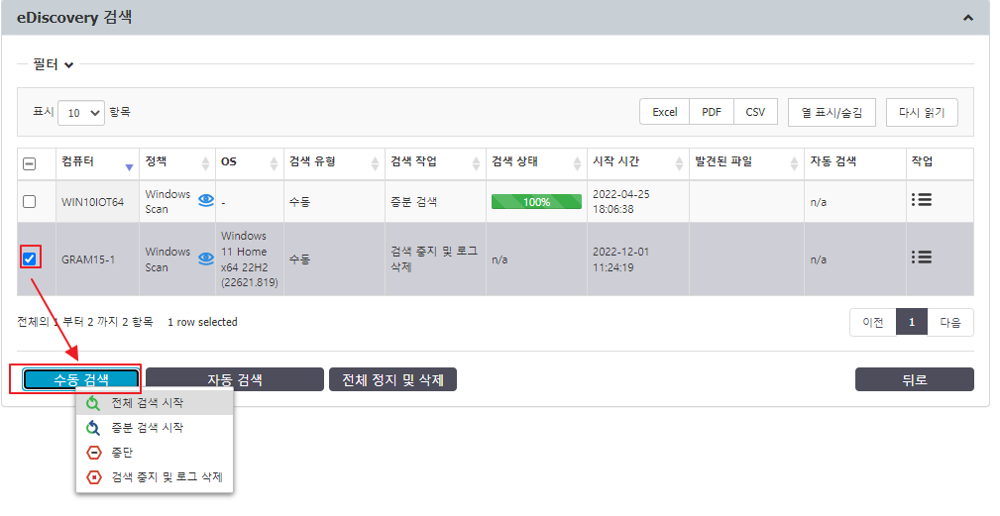 eDiscovery 검색
필터
표시 10 항목
Excel PDF CSV 열 표시/숨김 다시 읽기
컴퓨터 정책 OS 검색 유형 검색 작업 검색 상태 시작 시간 발견된 파일 자동 검색 작업
WIN10IOT64 Windows Scan - 수동 증분 검색 100% 2022-04-25 18:06:38 n/a
GRAM15-1 Windows Scan Windows 11 Home x64 22H2 (22621.819) 수동 검색 중지 및 로그 삭제 n/a 2022-12-01 11:24:19 n/a
전체의 1 부터 2 까지 2 항목 1 row selected
이전 1 다음
수동 검색 자동 검색 전체 정지 및 삭제 뒤로
전체 검색 시작
증분 검색 시작
중단
검색 중지 및 로그 삭제